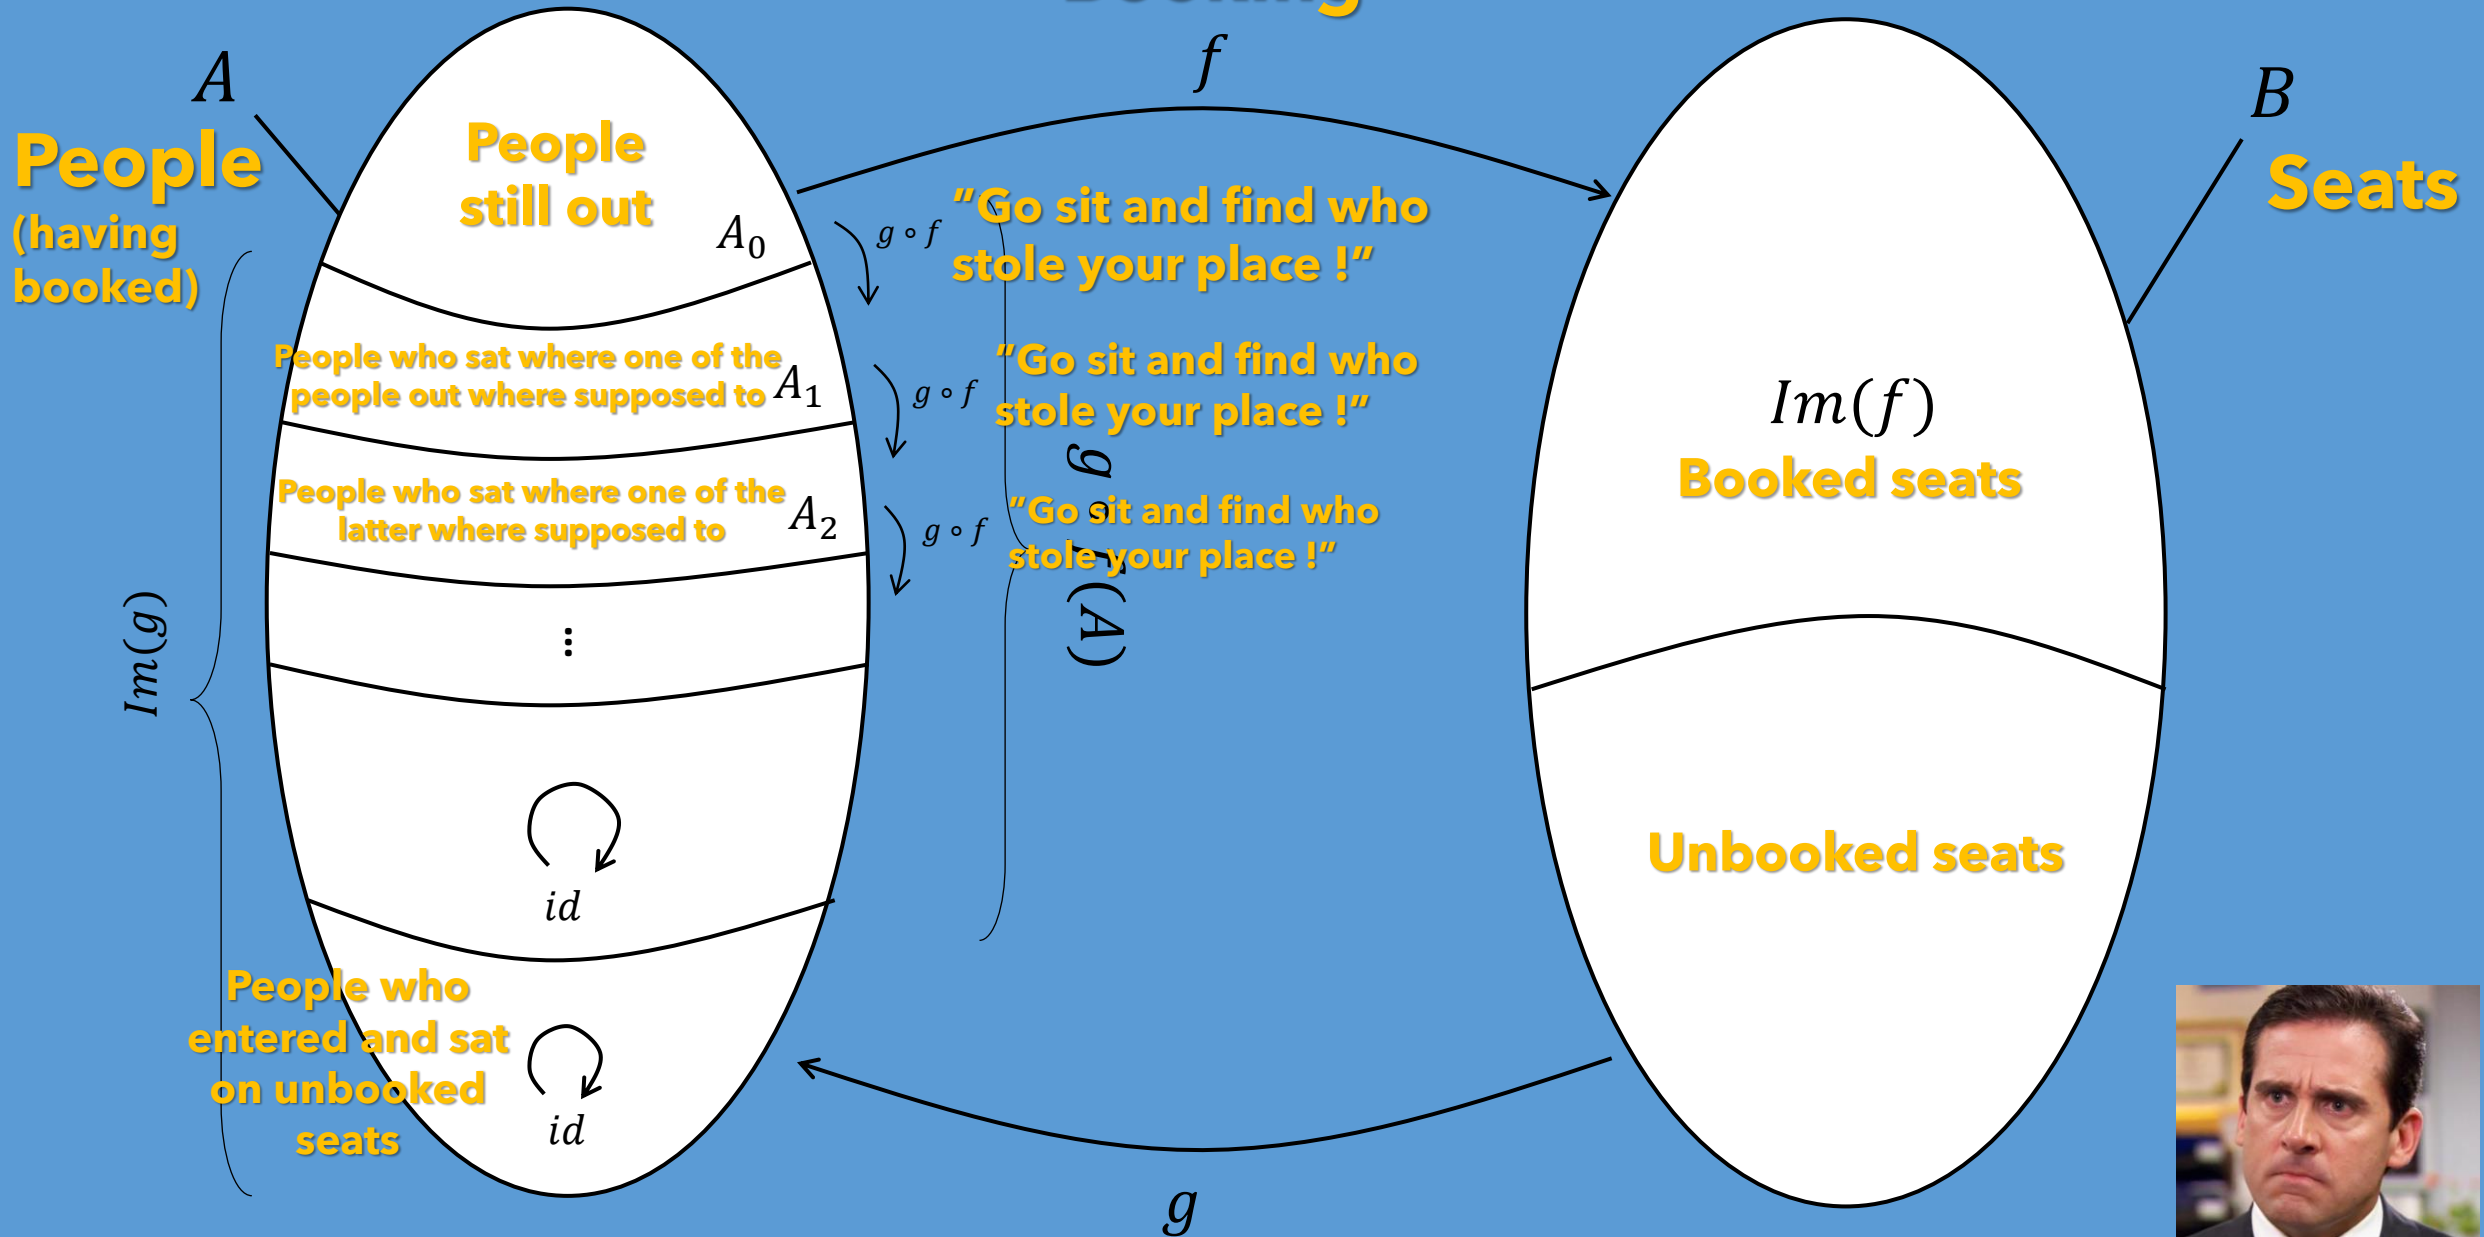 Booking
f
A
B
People
(having
booked)
Seats
People
still out
A₀
g ∘ f
"Go sit and find who
stole your place !"
People who sat where one of the
people out where supposed to
A₁
g ∘ f
"Go sit and find who
stole your place !"
People who sat where one of the
latter where supposed to
A₂
g ∘ f
"Go sit and find who
stole your place !"
g ∘ f(A)
Im(f)
Booked seats
Unbooked seats
Im(g)
⋮
id
People who
entered and sat
on unbooked
seats
id
g